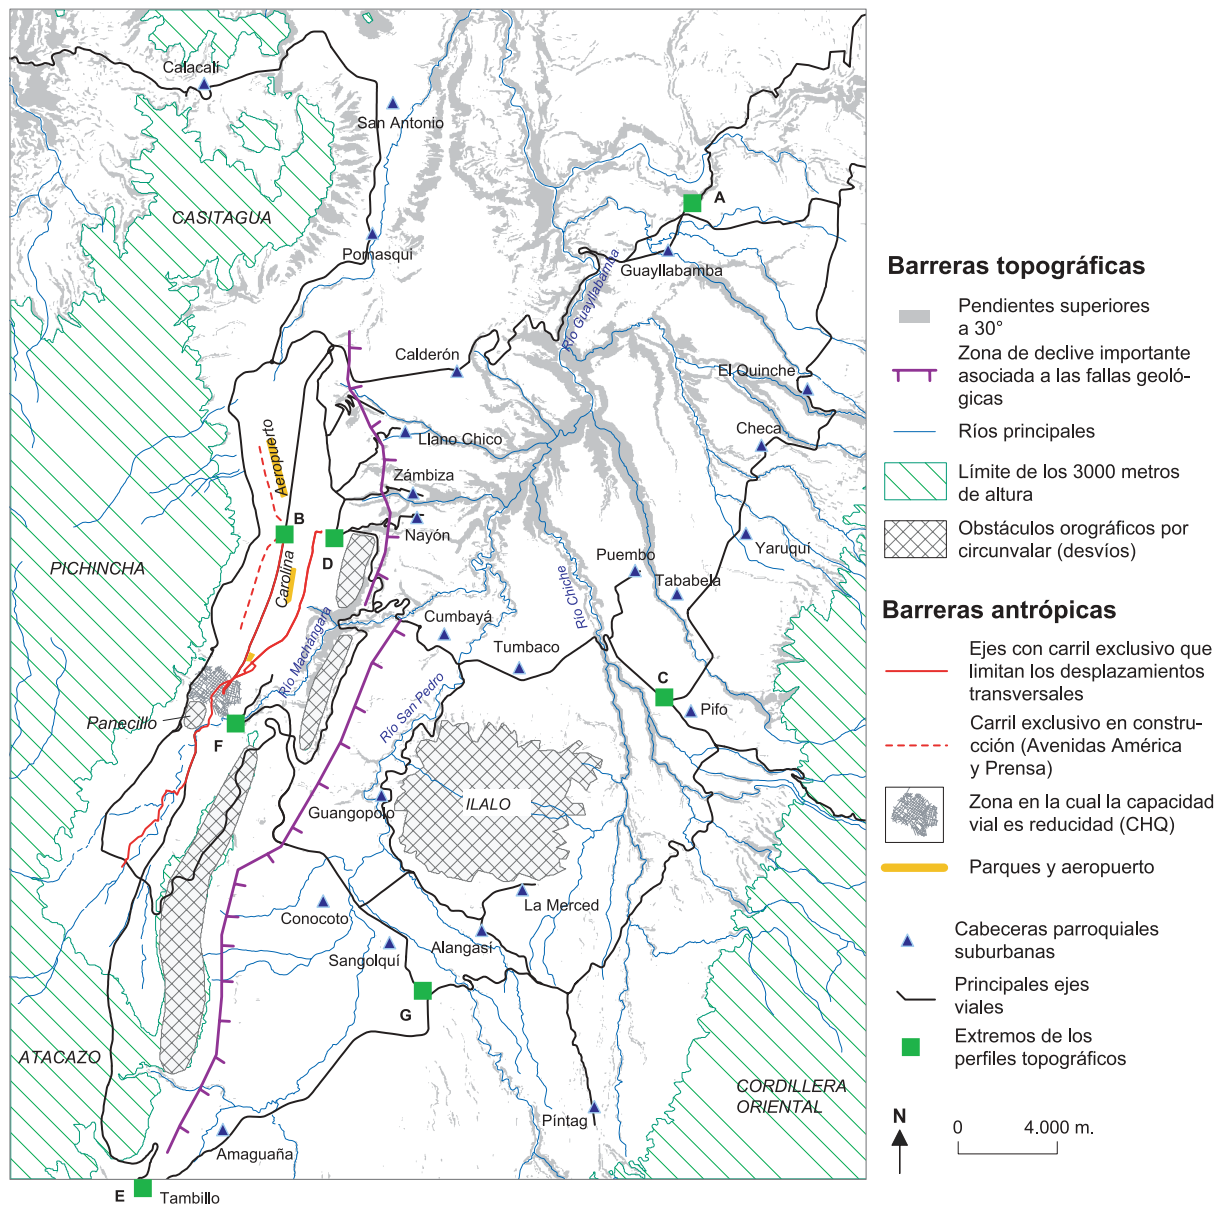 Calacalí
San Antonio
CASITAGUA
A
Pomasqui
Guayllabamba
Río Guayllabamba
Calderón
El Quinche
Checa
Llano Chico
Aeropuerto
Zámbiza
B
Nayón
D
Yaruquí
Puembo
Tababela
PICHINCHA
Carolina
Río Chiche
Río Machángara
Cumbayá
Tumbaco
C
Pifo
Río San Pedro
Panecillo
F
ILALO
Guangopolo
La Merced
Conocoto
Alangasí
Sangolquí
G
ATACAZO
CORDILLERA
ORIENTAL
Pintag
Amaguaña
E
Tambillo
Barreras topográficas
Pendientes superiores
a 30°
Zona de declive importante
asociada a las fallas geoló-
gicas
Ríos principales
Límite de los 3000 metros
de altura
Obstáculos orográficos por
circunvalar (desvíos)
Barreras antrópicas
Ejes con carril exclusivo que
limitan los desplazamientos
transversales
Carril exclusivo en constru-
cción (Avenidas América
y Prensa)
Zona en la cual la capacidad
vial es reducidad (CHQ)
Parques y aeropuerto
Cabeceras parroquiales
suburbanas
Principales ejes
viales
Extremos de los
perfiles topográficos
N
0 4.000 m.